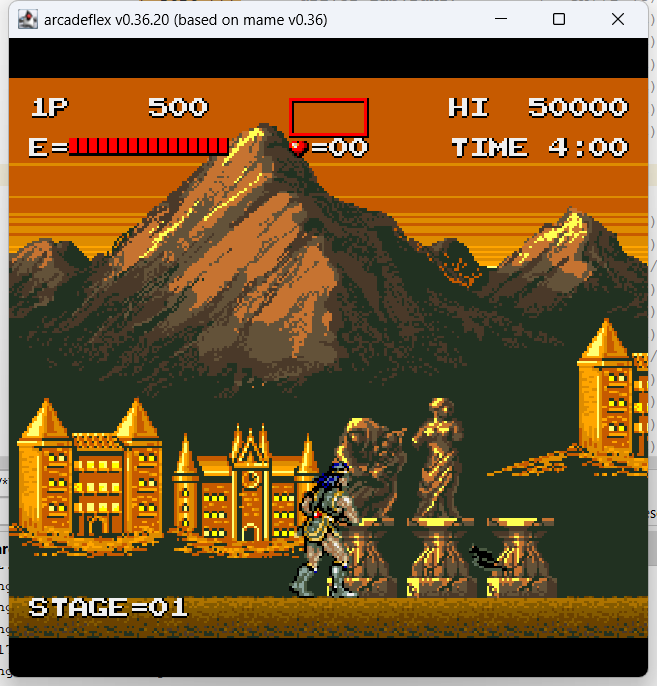 arcadeflex v0.36.20 (based on mame v0.36)
1P 500 HI 50000
E= =00 TIME 4:00
STAGE=01